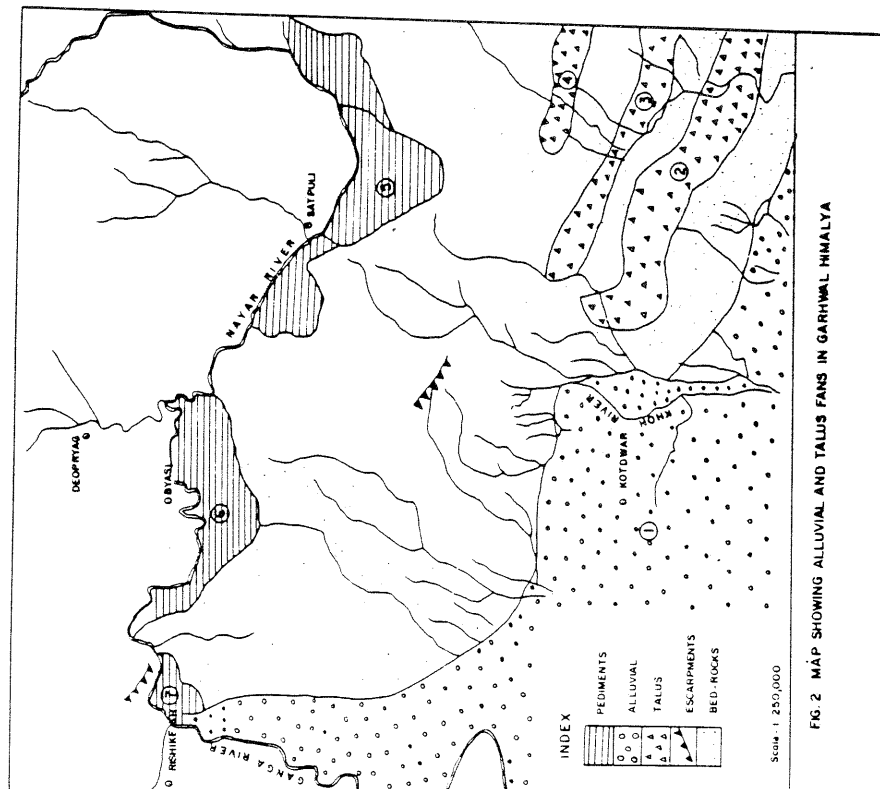 DEOPRYAG
BYASI
NAYAR RIVER
SATPULI
RISHIKESH
GANGA RIVER
KOTDWAR
KHOH
RIVER
1
2
3
4
5
6
7
INDEX
PEDIMENTS
ALLUVIAL
TALUS
ESCARPMENTS
BED-ROCKS
Scale-1 250,000
FIG. 2 MAP SHOWING ALLUVIAL AND TALUS FANS IN GARHWAL HIMALYA